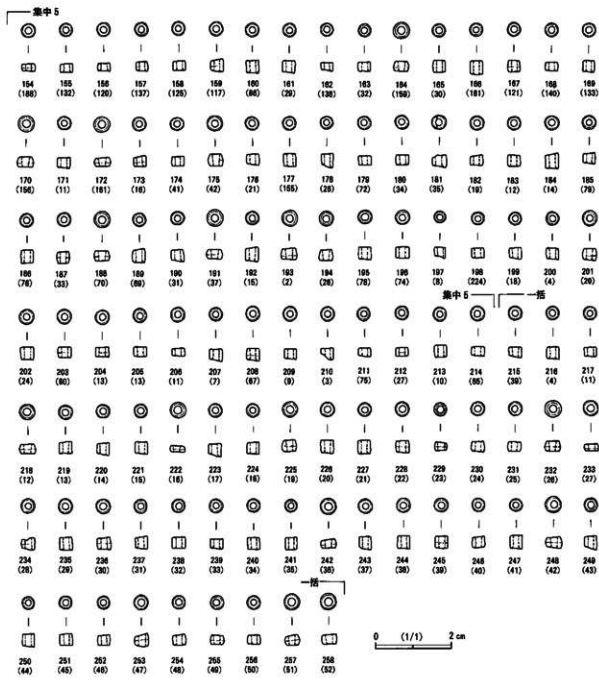 集中 5
154 155 156 157 158 159 160 161 162 163 164 165 166 167 168 169
(188) (132) (120) (137) (125) (117) (86) (29) (138) (32) (159) (30) (181) (121) (140) (133)
170 171 172 173 174 175 176 177 178 179 180 181 182 183 184 185
(156) (11) (161) (16) (41) (42) (21) (155) (25) (72) (34) (35) (19) (12) (14) (79)
186 187 188 189 190 191 192 193 194 195 196 197 198 199 200 201
(76) (33) (70) (69) (31) (37) (15) (2) (26) (78) (74) (8) (224) (18) (4) (20)
集中 5 一括
202 203 204 205 206 207 208 209 210 211 212 213 214 215 216 217
(24) (80) (13) (13) (11) (7) (67) (9) (3) (75) (27) (10) (65) (39) (4) (11)
218 219 220 221 222 223 224 225 226 227 228 229 230 231 232 233
(12) (13) (14) (15) (16) (17) (18) (19) (20) (21) (22) (23) (24) (25) (26) (27)
234 235 236 237 238 239 240 241 242 243 244 245 246 247 248 249
(28) (29) (30) (31) (32) (33) (34) (35) (36) (37) (38) (39) (40) (41) (42) (43)
一括
250 251 252 253 254 255 256 257 258
(44) (45) (46) (47) (48) (49) (50) (51) (52)
0 (1/1) 2 cm